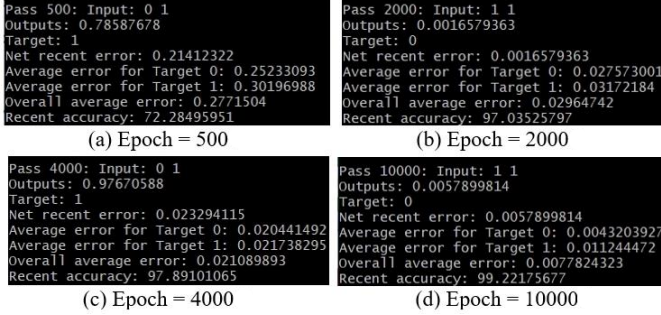 Pass 500: Input: 0 1
Outputs: 0.78587678
Target: 1
Net recent error: 0.21412322
Average error for Target 0: 0.25233093
Average error for Target 1: 0.30196988
Overall average error: 0.2771504
Recent accuracy: 72.28495951
(a) Epoch = 500
Pass 2000: Input: 1 1
Outputs: 0.0016579363
Target: 0
Net recent error: 0.0016579363
Average error for Target 0: 0.027573001
Average error for Target 1: 0.03172184
Overall average error: 0.02964742
Recent accuracy: 97.03525797
(b) Epoch = 2000
Pass 4000: Input: 0 1
Outputs: 0.97670588
Target: 1
Net recent error: 0.023294115
Average error for Target 0: 0.020441492
Average error for Target 1: 0.021738295
Overall average error: 0.021089893
Recent accuracy: 97.89101065
(c) Epoch = 4000
Pass 10000: Input: 1 1
Outputs: 0.0057899814
Target: 0
Net recent error: 0.0057899814
Average error for Target 0: 0.0043203927
Average error for Target 1: 0.011244472
Overall average error: 0.0077824323
Recent accuracy: 99.22175677
(d) Epoch = 10000